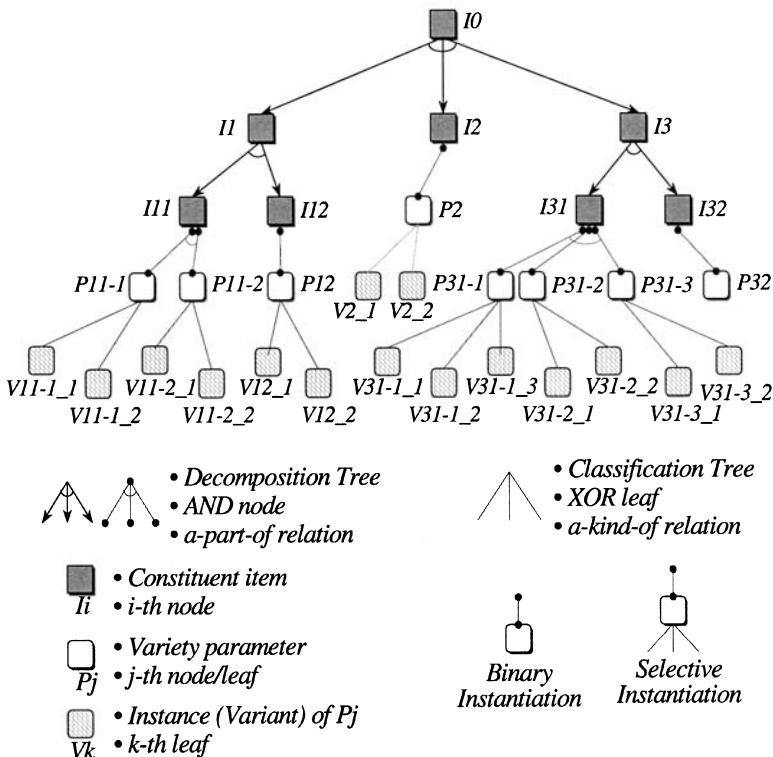 I0
I1
I2
I3
I11
I12
P2
I31
I32
P11-1
P11-2
P12
V2_1
V2_2
P31-1
P31-2
P31-3
P32
V11-1_1
V11-1_2
V11-2_1
V11-2_2
V12_1
V12_2
V31-1_1
V31-1_2
V31-1_3
V31-2_1
V31-2_2
V31-3_1
V31-3_2
• Decomposition Tree
• AND node
• a-part-of relation
• Classification Tree
• XOR leaf
• a-kind-of relation
Ii
• Constituent item
• i-th node
Pj
• Variety parameter
• j-th node/leaf
Vk
• Instance (Variant) of Pj
• k-th leaf
Binary
Instantiation
Selective
Instantiation